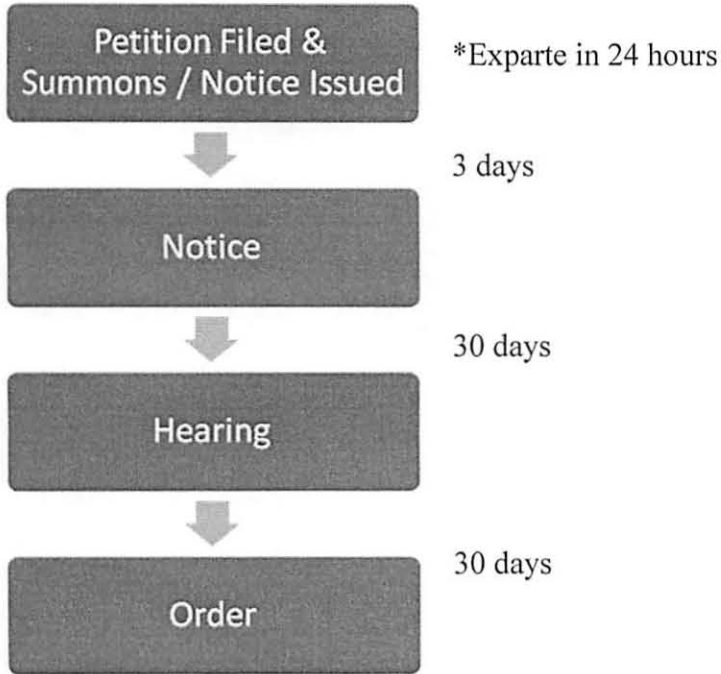 Petition Filed &
Summons / Notice Issued
*Exparte in 24 hours
3 days
Notice
30 days
Hearing
30 days
Order